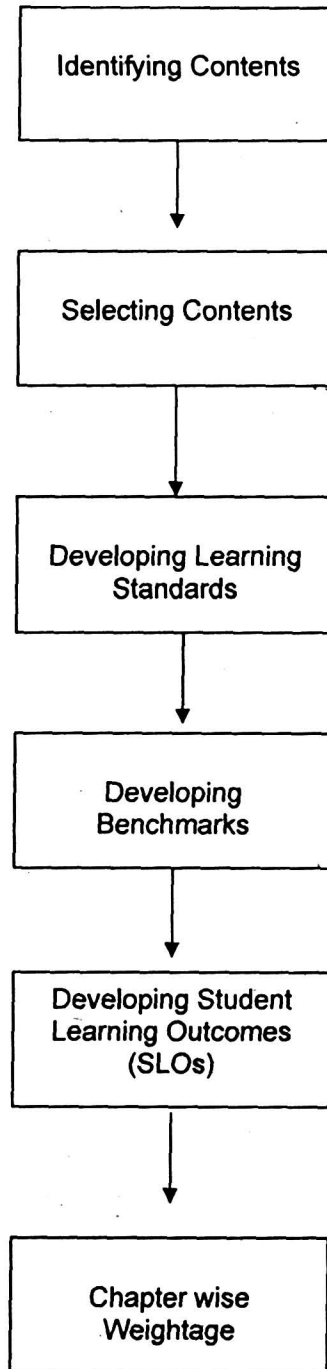 Identifying Contents
Selecting Contents
Developing Learning
Standards
Developing
Benchmarks
Developing Student
Learning Outcomes
(SLOs)
Chapter wise
Weightage